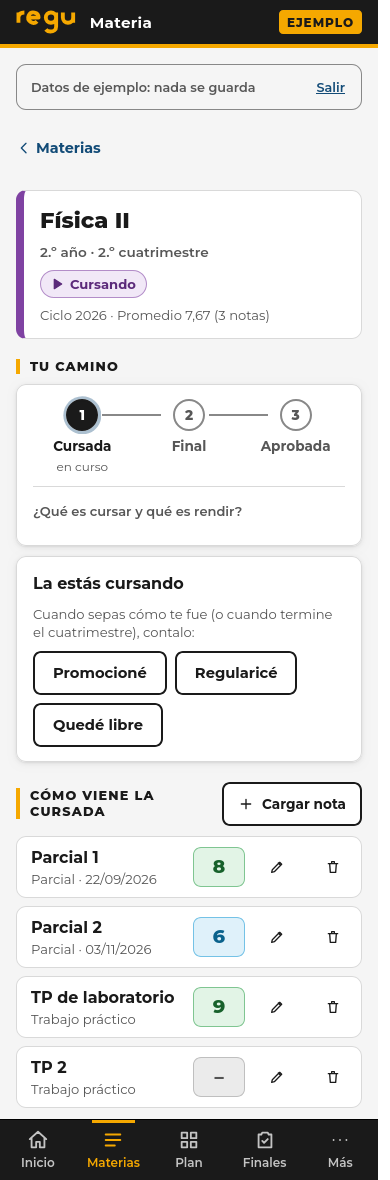 regu Materia EJEMPLO
Datos de ejemplo: nada se guarda Salir
Materias
Física II
2.º año · 2.º cuatrimestre
Cursando
Ciclo 2026 · Promedio 7,67 (3 notas)
TU CAMINO
1 2 3
Cursada Final Aprobada
en curso
¿Qué es cursar y qué es rendir?
La estás cursando
Cuando sepas cómo te fue (o cuando termine
el cuatrimestre), contalo:
Promocioné Regularicé
Quedé libre
CÓMO VIENE LA
CURSADA
+ Cargar nota
Parcial 1
Parcial · 22/09/2026
8
Parcial 2
Parcial · 03/11/2026
6
TP de laboratorio
Trabajo práctico
9
TP 2
Trabajo práctico
–
Inicio Materias Plan Finales Más